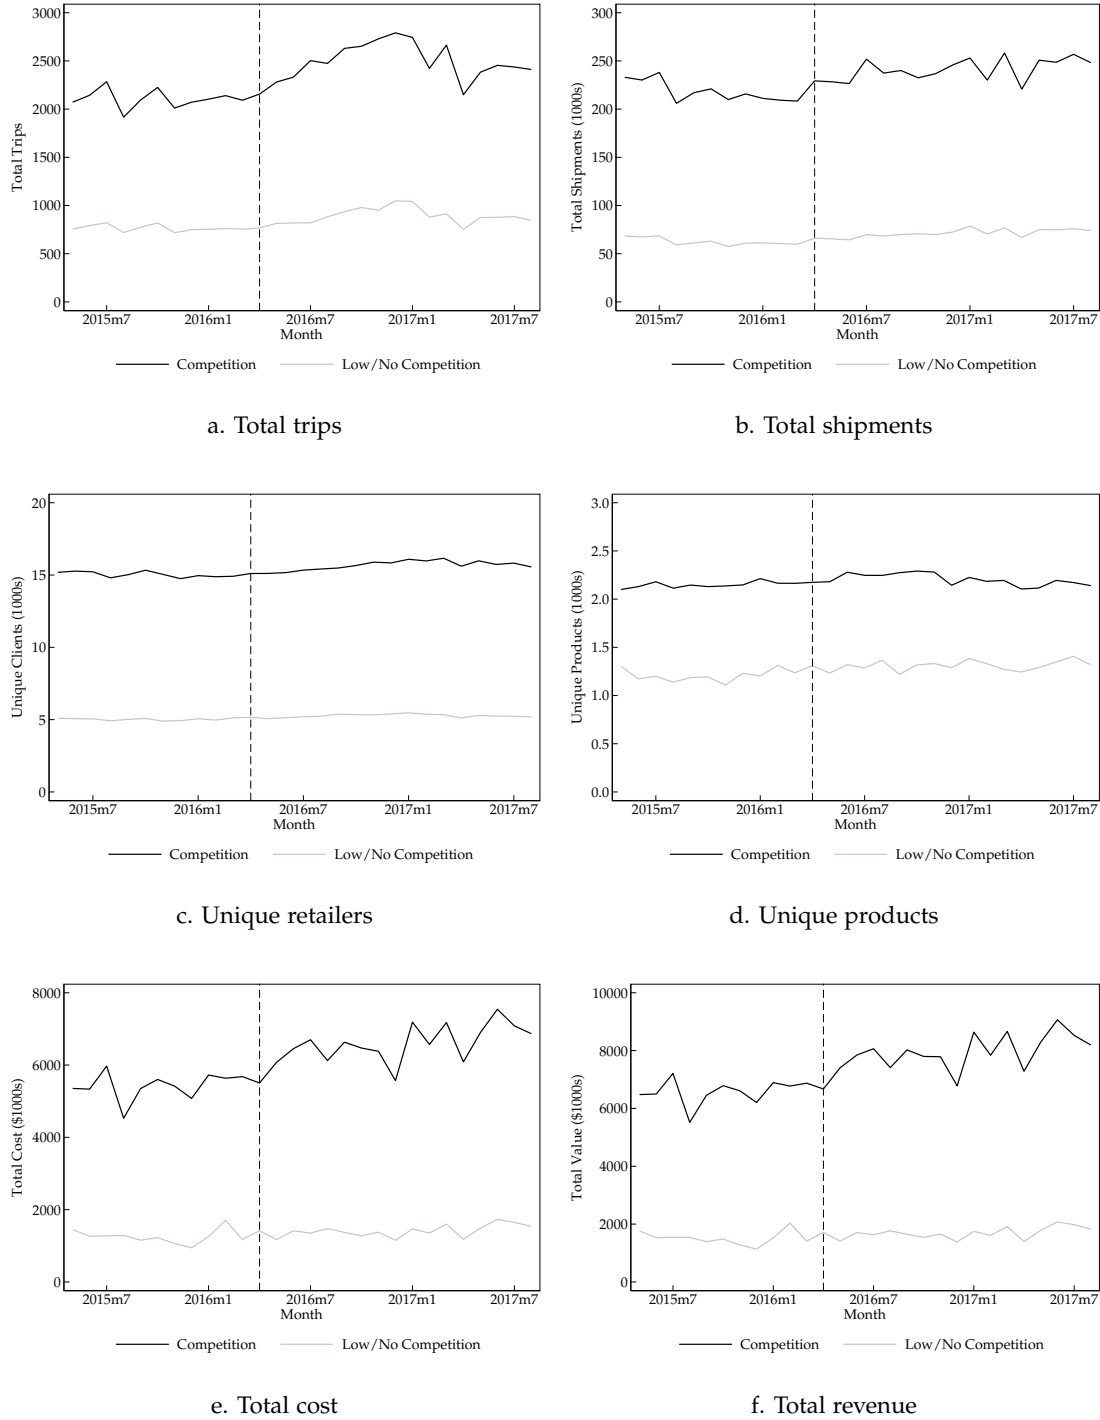 3000
2500
2000
1500
1000
500
0
Total Trips
2015m7 2016m1 2016m7 2017m1 2017m7
Month
Competition Low/No Competition
a. Total trips
300
250
200
150
100
50
0
Total Shipments (1000s)
2015m7 2016m1 2016m7 2017m1 2017m7
Month
Competition Low/No Competition
b. Total shipments
20
15
10
5
0
Unique Clients (1000s)
2015m7 2016m1 2016m7 2017m1 2017m7
Month
Competition Low/No Competition
c. Unique retailers
3.0
2.5
2.0
1.5
1.0
0.5
0.0
Unique Products (1000s)
2015m7 2016m1 2016m7 2017m1 2017m7
Month
Competition Low/No Competition
d. Unique products
8000
6000
4000
2000
0
Total Cost ($1000s)
2015m7 2016m1 2016m7 2017m1 2017m7
Month
Competition Low/No Competition
e. Total cost
10000
8000
6000
4000
2000
0
Total Value ($1000s)
2015m7 2016m1 2016m7 2017m1 2017m7
Month
Competition Low/No Competition
f. Total revenue